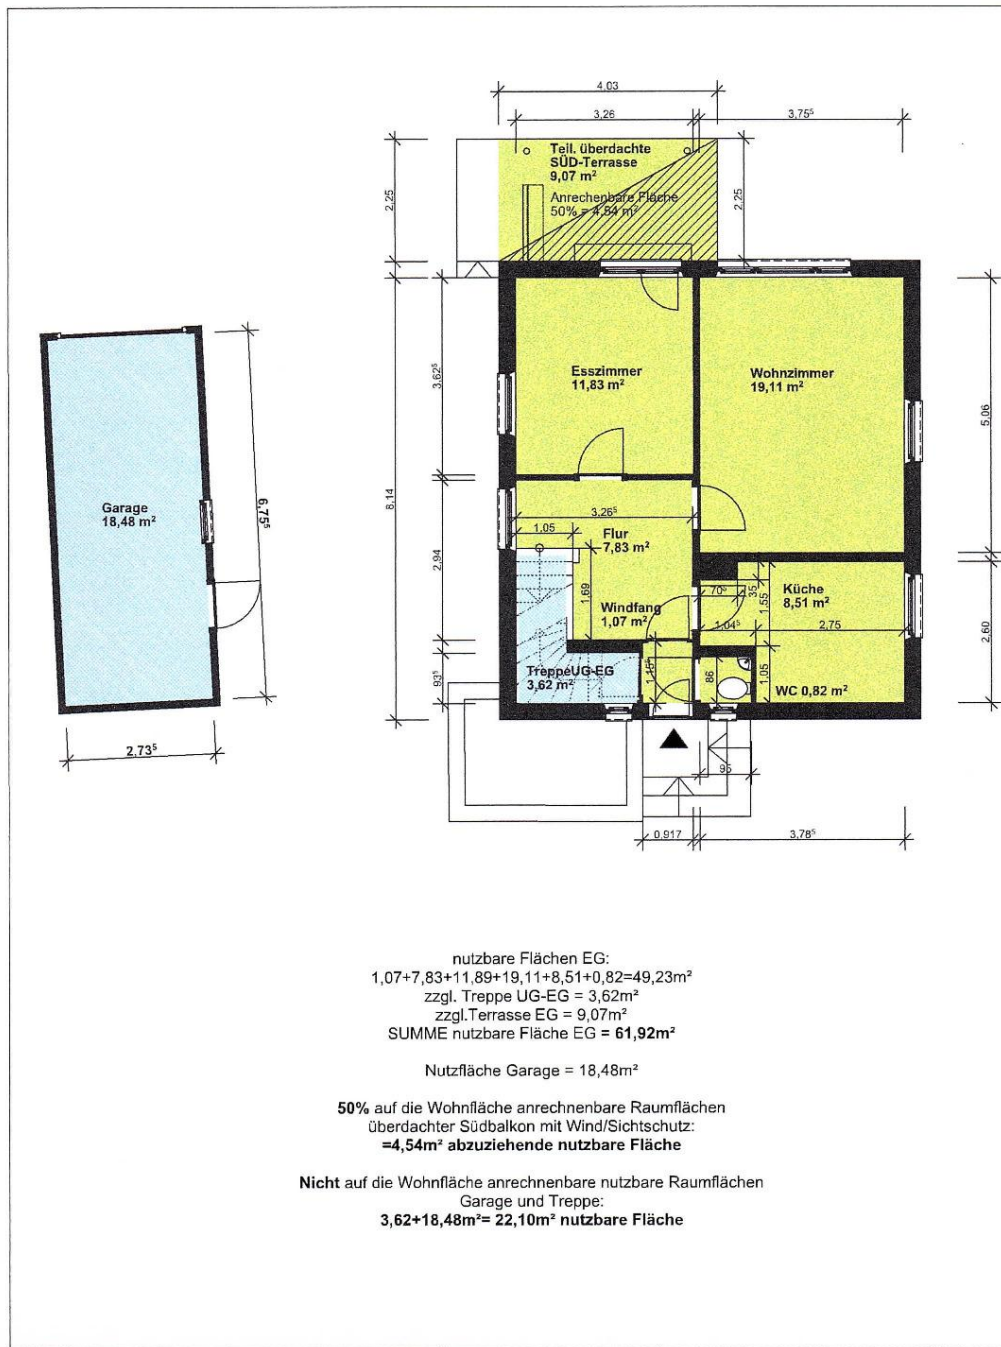 4,03
3,26
3,75⁵
Teil. überdachte
SÜD-Terrasse
9,07 m²
Anrechenbare Fläche
50% = 4,54 m²
2,25
2,25
Esszimmer
11,83 m²
Wohnzimmer
19,11 m²
3,62⁵
5,06
8,14
Garage
18,48 m²
6,75⁵
2,73⁵
3,26⁵
1,05
Flur
7,83 m²
2,94
1,69
Windfang
1,07 m²
70⁵
35
1,55
Küche
8,51 m²
1,04⁵
2,75
2,60
TreppeUG-EG
3,62 m²
93⁵
1,15⁵
86
1,05
WC 0,82 m²
95
0.917
3,78⁵
nutzbare Flächen EG:
1,07+7,83+11,89+19,11+8,51+0,82=49,23m²
zzgl. Treppe UG-EG = 3,62m²
zzgl.Terrasse EG = 9,07m²
SUMME nutzbare Fläche EG = 61,92m²
Nutzfläche Garage = 18,48m²
50% auf die Wohnfläche anrechnenbare Raumflächen
überdachter Südbalkon mit Wind/Sichtschutz:
=4,54m² abzuziehende nutzbare Fläche
Nicht auf die Wohnfläche anrechnenbare nutzbare Raumflächen
Garage und Treppe:
3,62+18,48m²= 22,10m² nutzbare Fläche